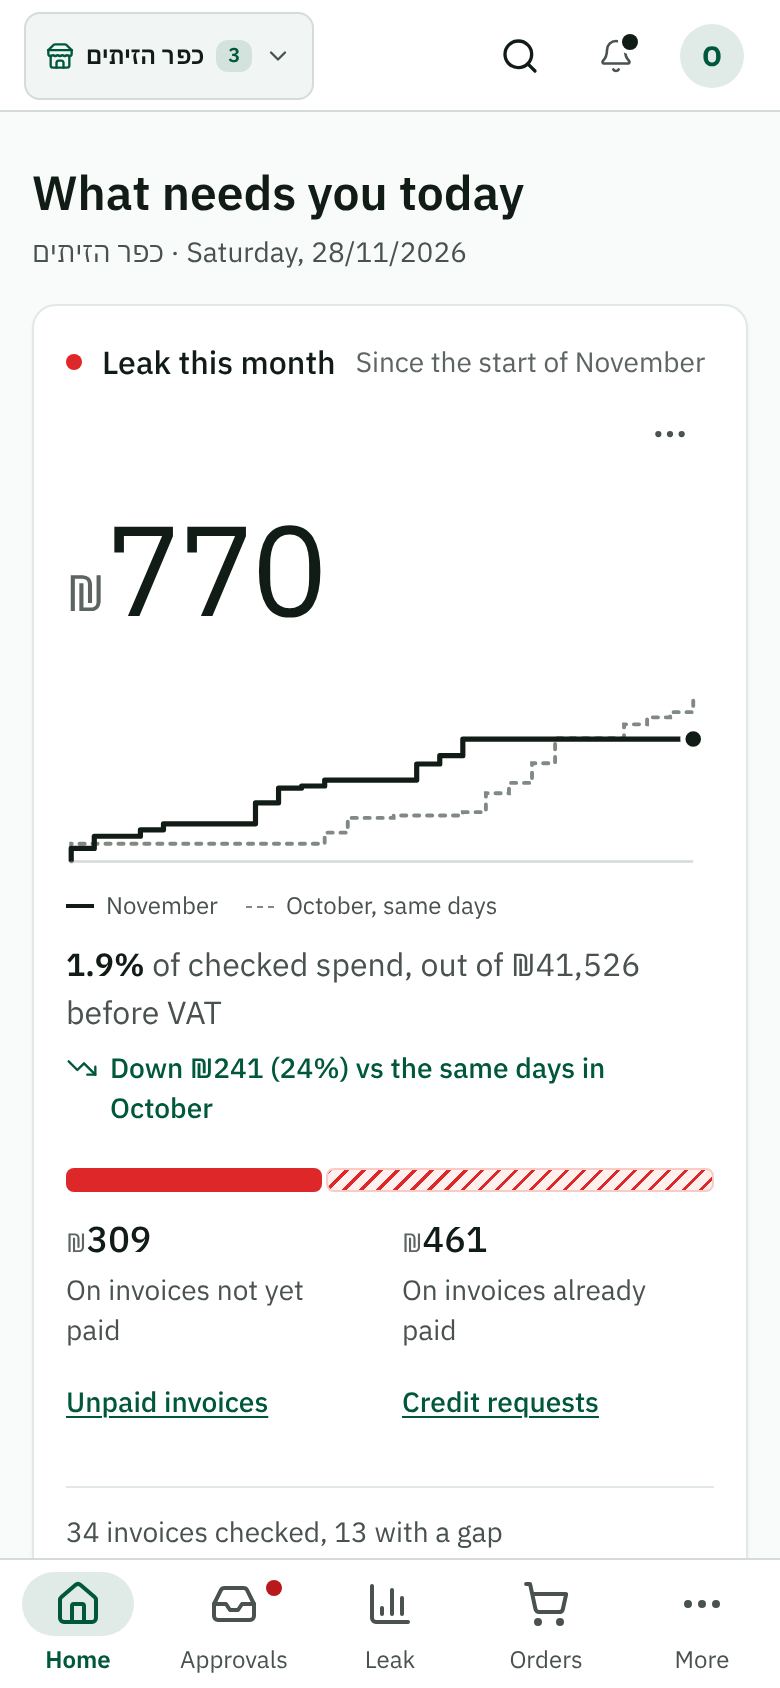 כפר הזיתים 3
O
What needs you today
כפר הזיתים · Saturday, 28/11/2026
Leak this month Since the start of November
₪770
November October, same days
1.9% of checked spend, out of ₪41,526
before VAT
Down ₪241 (24%) vs the same days in
October
₪309
On invoices not yet
paid
Unpaid invoices
₪461
On invoices already
paid
Credit requests
34 invoices checked, 13 with a gap
Home Approvals Leak Orders More